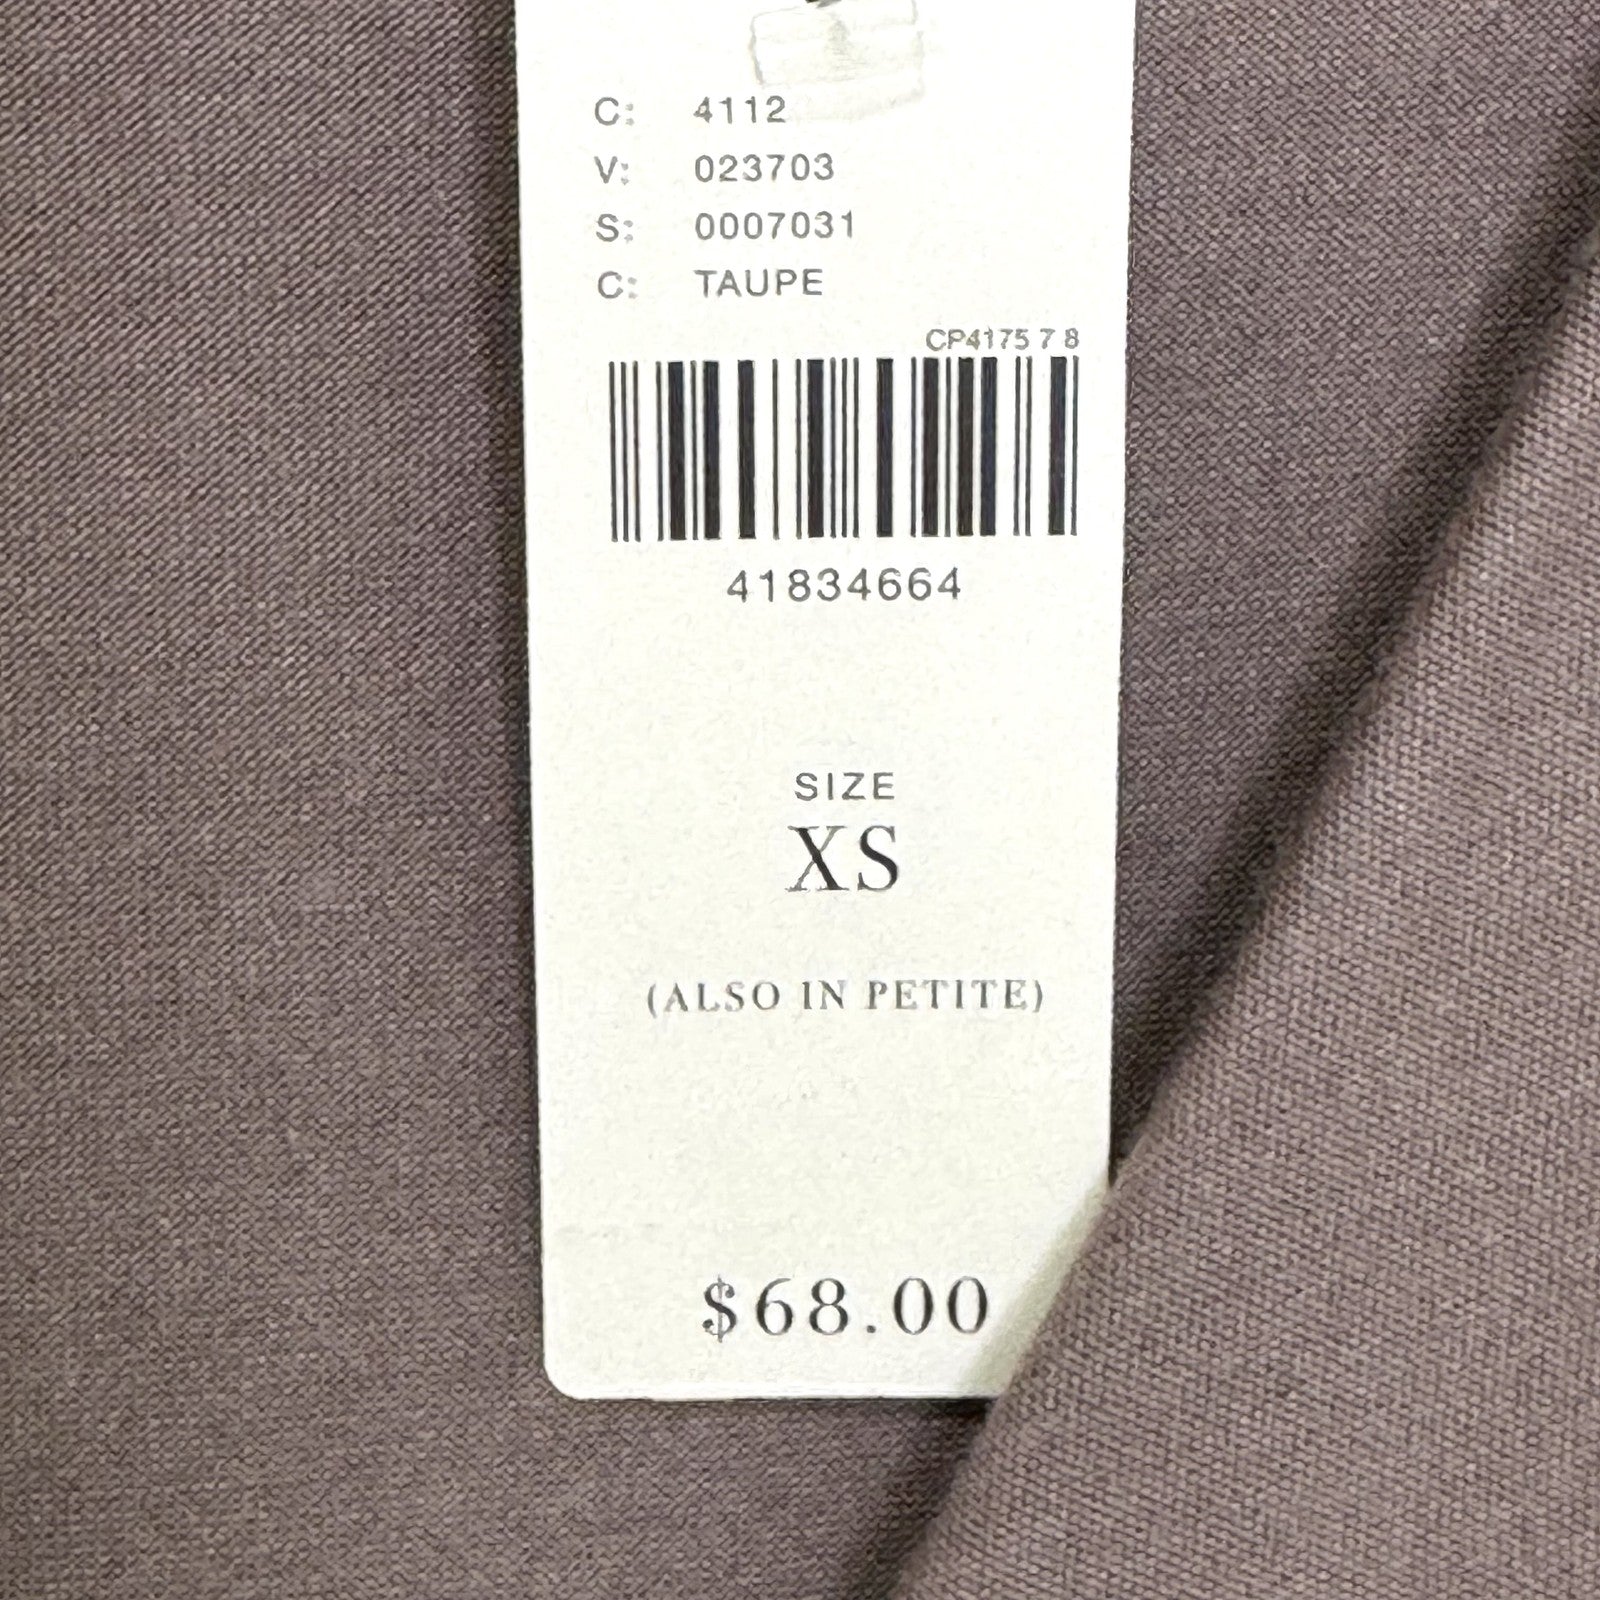 C: 4112
V: 023703
S: 0007031
C: TAUPE
CP4175 7 8
41834664
SIZE
XS
(ALSO IN PETITE)
$68.00